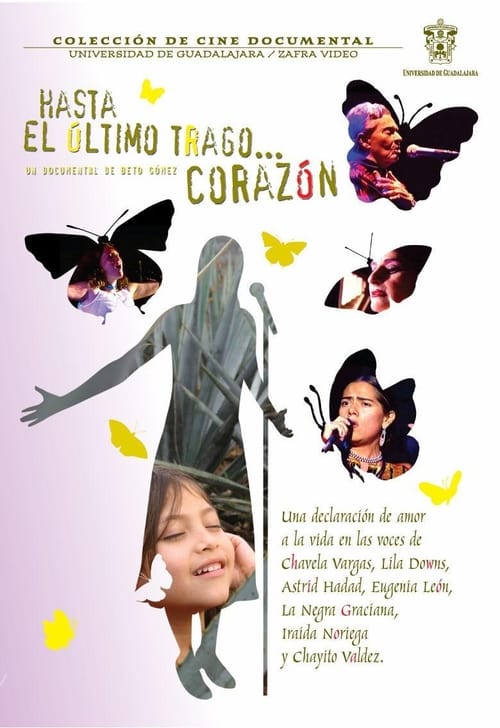 COLECCIÓN DE CINE DOCUMENTAL
UNIVERSIDAD DE GUADALAJARA / ZAFRA VIDEO
UNIVERSIDAD DE GUADALAJARA
HASTA
EL ÚLTIMO TRAGO...
CORAZÓN
UN DOCUMENTAL DE BETO GÓMEZ
Una declaración de amor
a la vida en las voces de
Chavela Vargas, Lila Downs,
Astrid Hadad, Eugenia León,
La Negra Graciana,
Iraida Noriega
y Chayito Valdez.